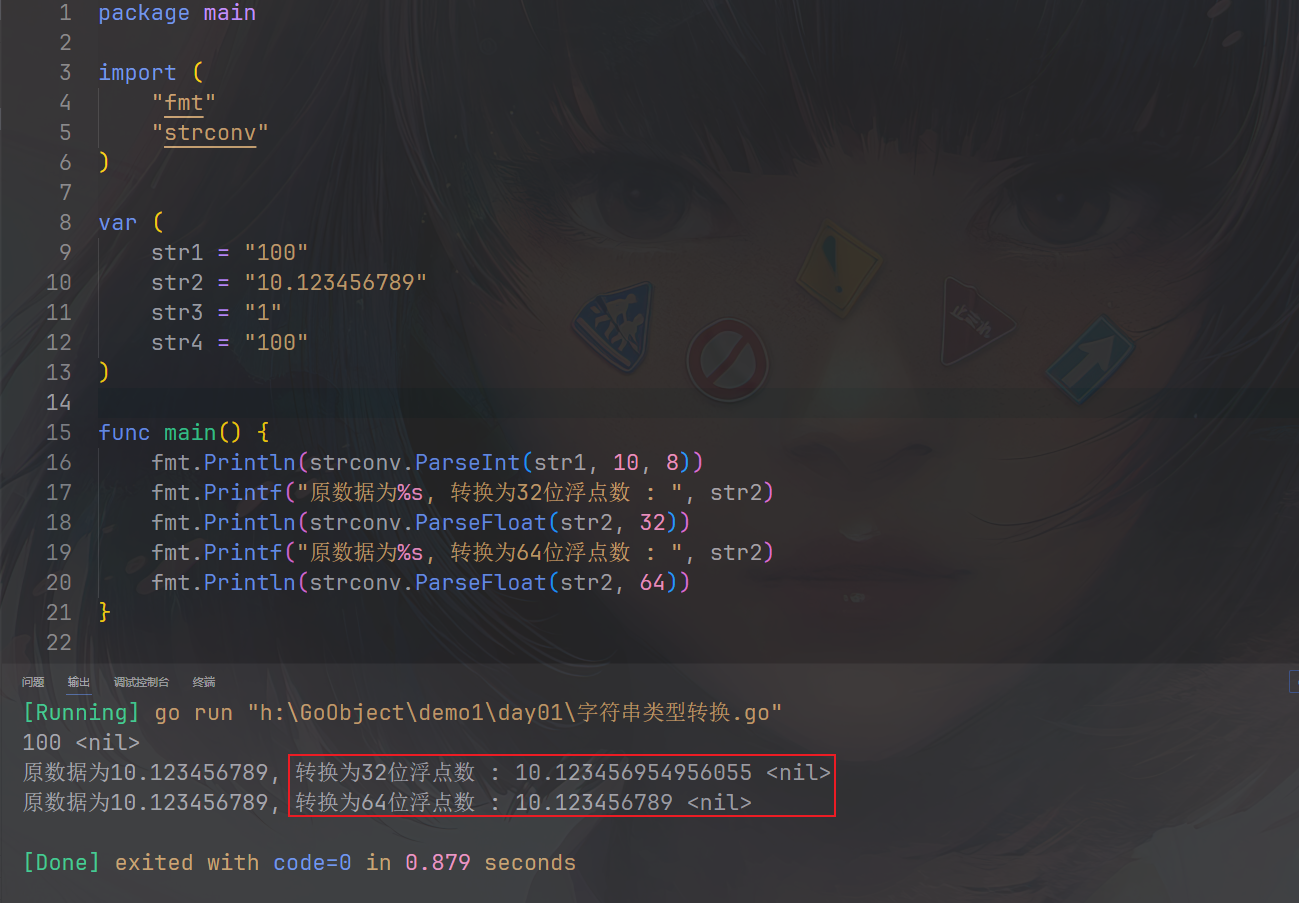 1 package main
2
3 import (
4     "fmt"
5     "strconv"
6 )
7
8 var (
9     str1 = "100"
10     str2 = "10.123456789"
11     str3 = "1"
12     str4 = "100"
13 )
14
15 func main() {
16     fmt.Println(strconv.ParseInt(str1, 10, 8))
17     fmt.Printf("原数据为%s, 转换为32位浮点数 : ", str2)
18     fmt.Println(strconv.ParseFloat(str2, 32))
19     fmt.Printf("原数据为%s, 转换为64位浮点数 : ", str2)
20     fmt.Println(strconv.ParseFloat(str2, 64))
21 }
22
止まれ
问题 输出 调试控制台 终端
[Running] go run "h:\GoObject\demo1\day01\字符串类型转换.go"
100 <nil>
原数据为10.123456789, 转换为32位浮点数 : 10.123456954956055 <nil>
原数据为10.123456789, 转换为64位浮点数 : 10.123456789 <nil>
[Done] exited with code=0 in 0.879 seconds